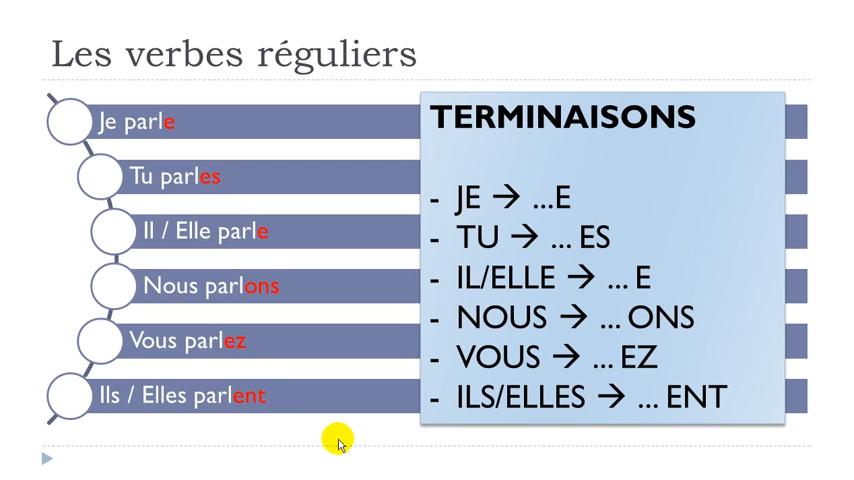 Les verbes réguliers
Je parle
Tu parles
Il / Elle parle
Nous parlons
Vous parlez
Ils / Elles parlent
TERMINAISONS
- JE → ...E
- TU → ... ES
- IL/ELLE → ... E
- NOUS → ... ONS
- VOUS → ... EZ
- ILS/ELLES → ... ENT